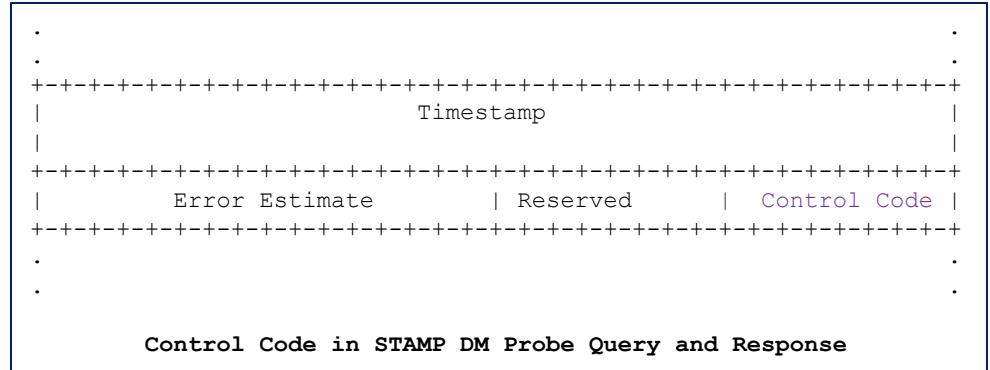 .                                                               .
.                                                               .
+-+-+-+-+-+-+-+-+-+-+-+-+-+-+-+-+-+-+-+-+-+-+-+-+-+-+-+-+-+-+-+-+
|                          Timestamp                            |
|                                                               |
+-+-+-+-+-+-+-+-+-+-+-+-+-+-+-+-+-+-+-+-+-+-+-+-+-+-+-+-+-+-+-+-+
|         Error Estimate        | Reserved      |  Control Code |
+-+-+-+-+-+-+-+-+-+-+-+-+-+-+-+-+-+-+-+-+-+-+-+-+-+-+-+-+-+-+-+-+
.                                                               .
.                                                               .
Control Code in STAMP DM Probe Query and Response